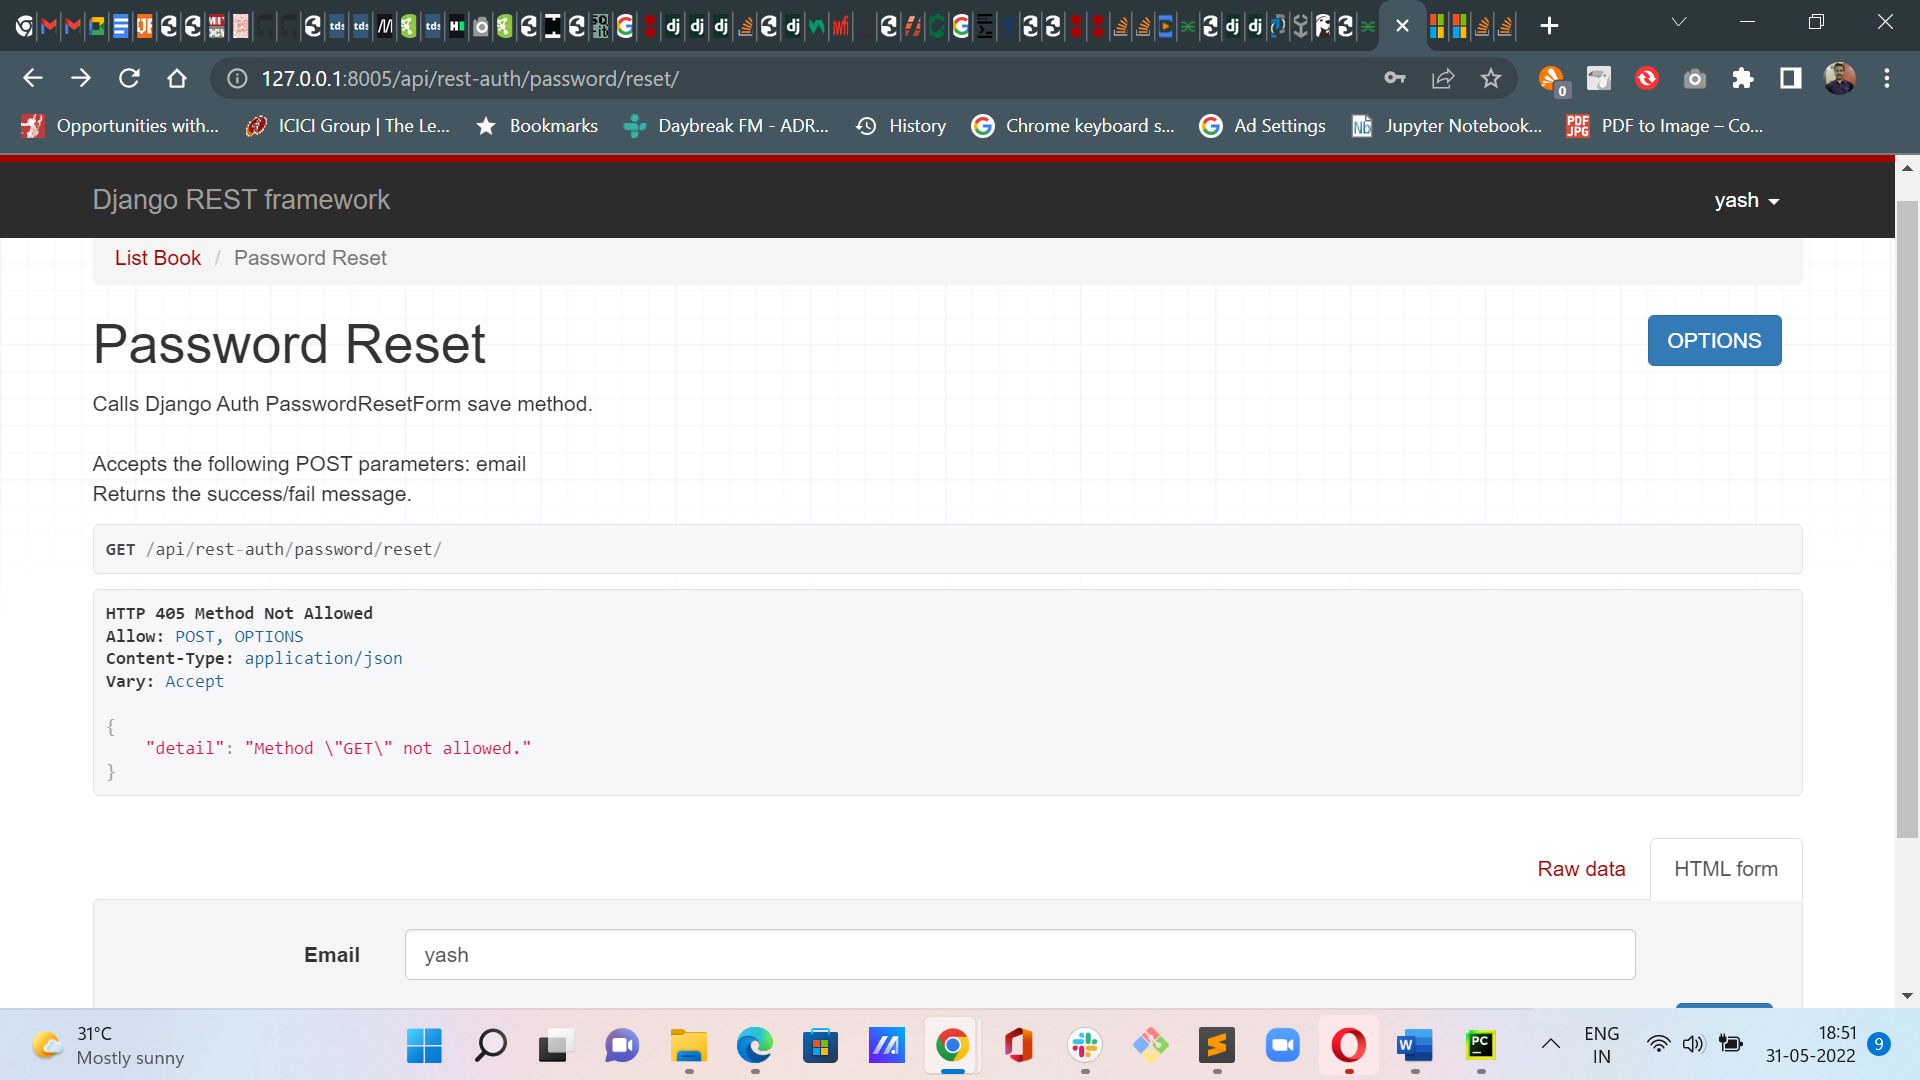 127.0.0.1:8005/api/rest-auth/password/reset/
0
Opportunities with...
ICICI Group | The Le...
Bookmarks
Daybreak FM - ADR...
History
Chrome keyboard s...
Ad Settings
Jupyter Notebook...
PDF to Image – Co...
Django REST framework
yash
List Book / Password Reset
Password Reset
OPTIONS
Calls Django Auth PasswordResetForm save method.
Accepts the following POST parameters: email
Returns the success/fail message.
GET /api/rest-auth/password/reset/
HTTP 405 Method Not Allowed
Allow: POST, OPTIONS
Content-Type: application/json
Vary: Accept
{
"detail": "Method \"GET\" not allowed."
}
Raw data
HTML form
Email
yash
31°C
Mostly sunny
ENG
IN
18:51
31-05-2022
9